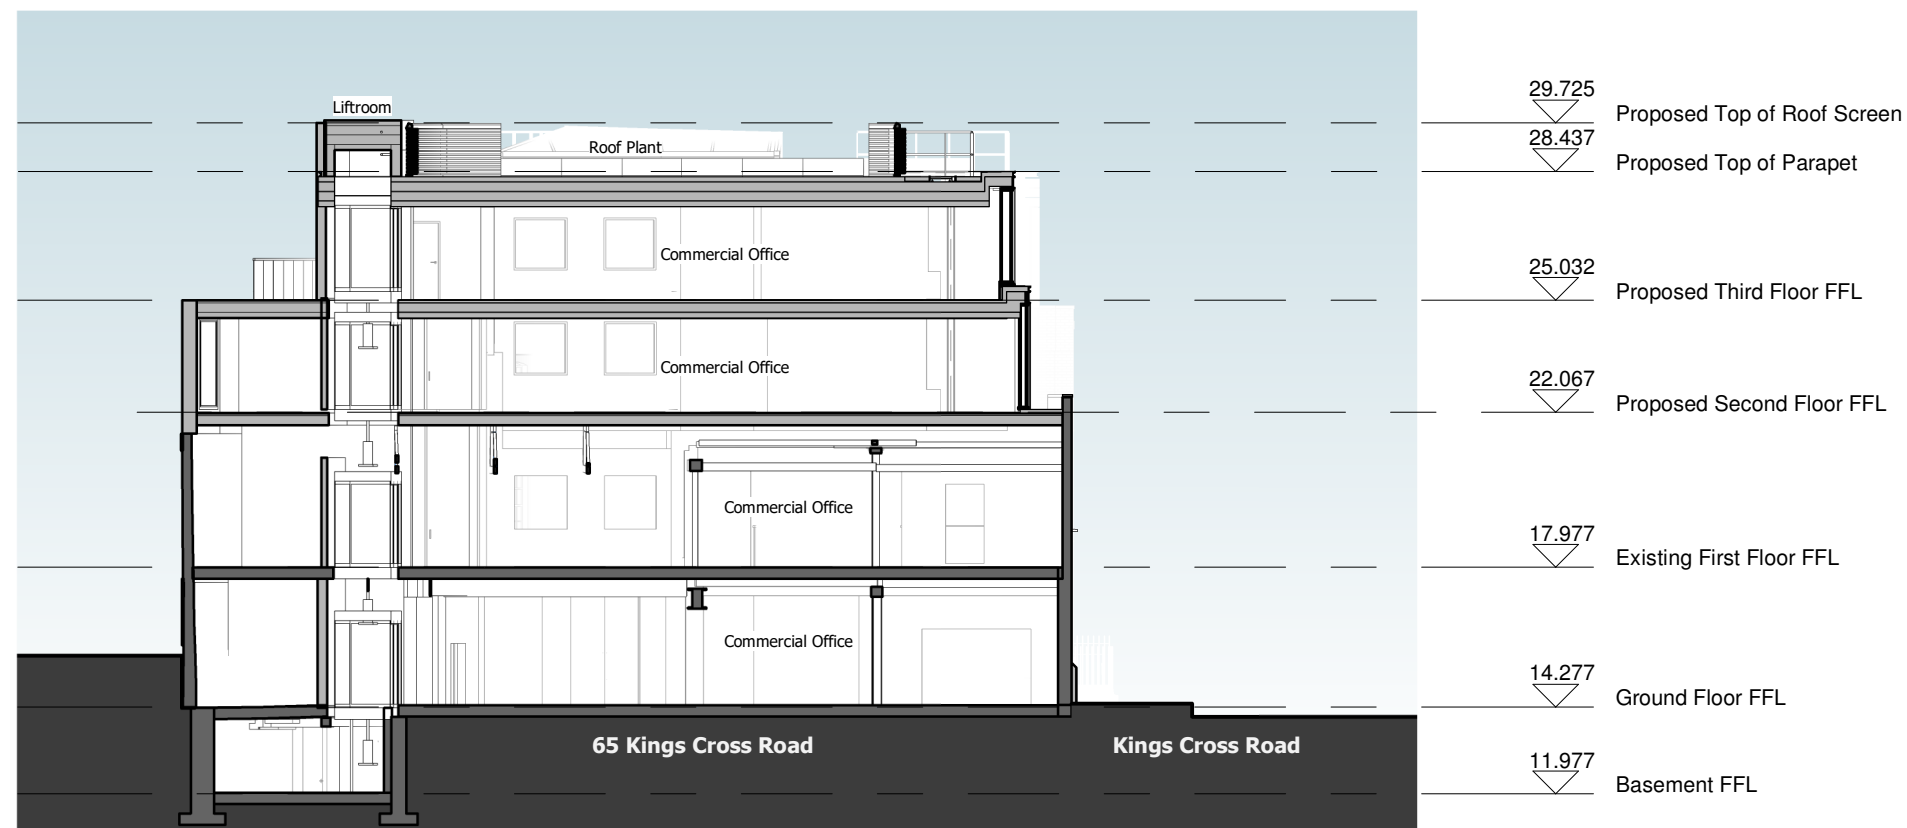 29.725
Liftroom
Proposed Top of Roof Screen
28.437
Roof Plant
Proposed Top of Parapet
Commercial Office
25.032
Proposed Third Floor FFL
Commercial Office
22.067
Proposed Second Floor FFL
Commercial Office
17.977
Existing First Floor FFL
Commercial Office
14.277
Ground Floor FFL
65 Kings Cross Road
Kings Cross Road
11.977
Basement FFL